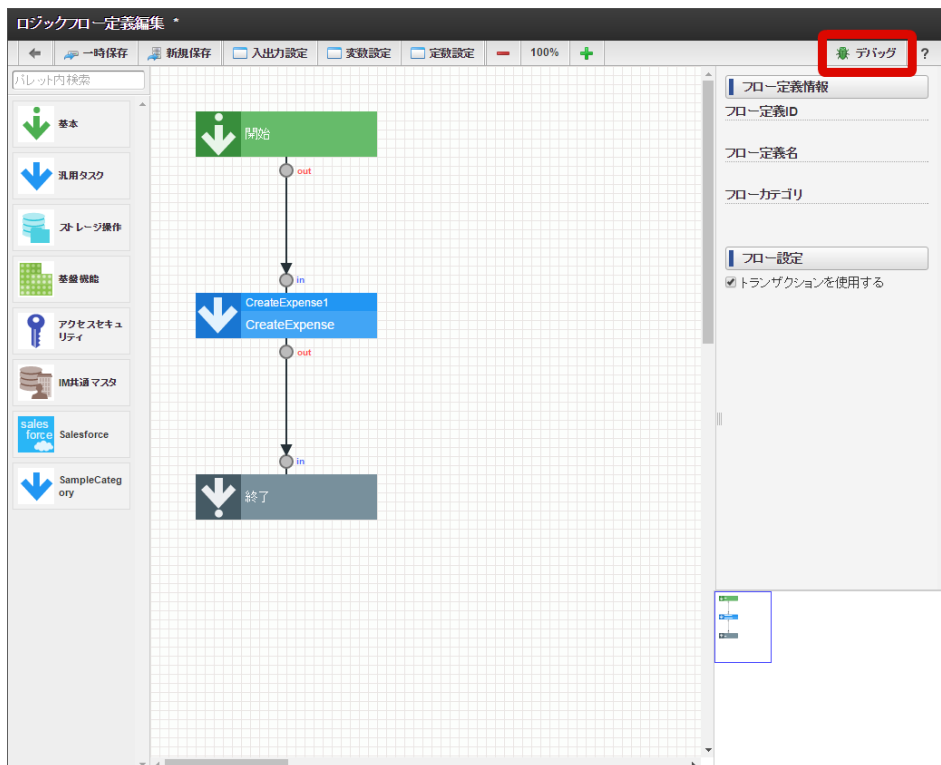 ロジックフロー定義編集 *
一時保存 新規保存 入出力設定 変数設定 定数設定 100% デバッグ ?
パレット内検索
基本
汎用タスク
ストレージ操作
基盤機能
アクセスセキュ
リティ
IM共通マスタ
sales
force
Salesforce
SampleCateg
ory
開始
out
in
CreateExpense1
CreateExpense
out
in
終了
フロー定義情報
フロー定義ID
フロー定義名
フローカテゴリ
フロー設定
トランザクションを使用する